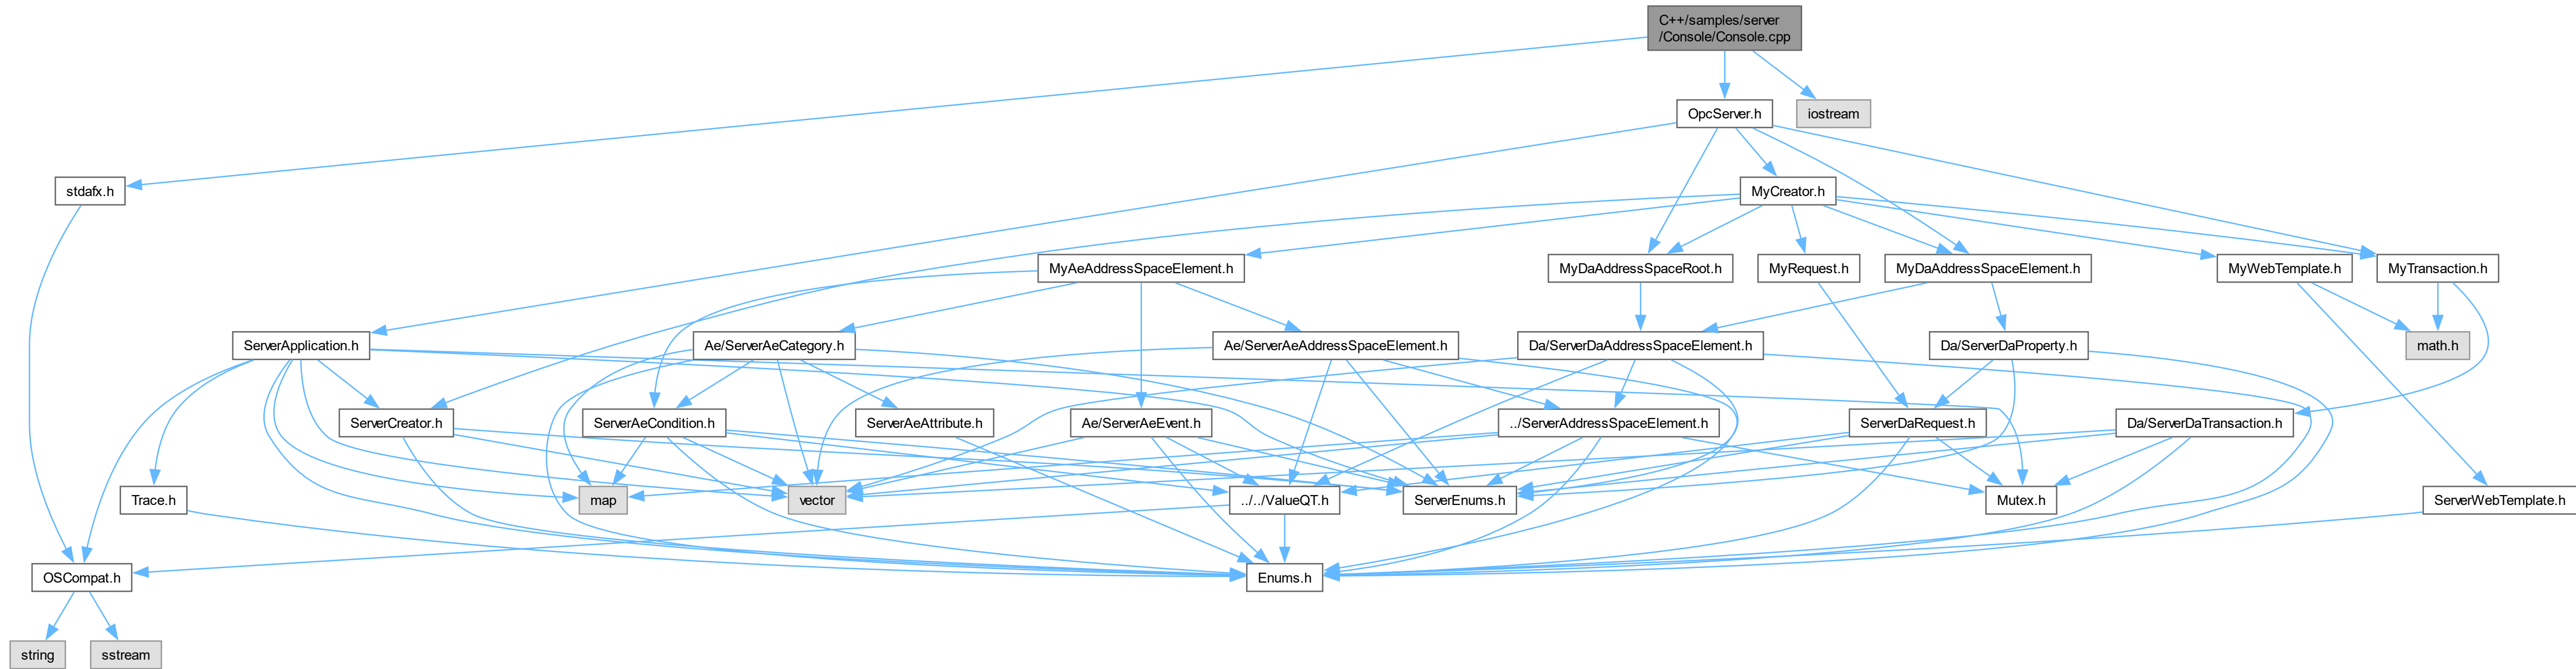 C++/samples/server
/Console/Console.cpp
OpcServer.h
iostream
stdafx.h
MyCreator.h
MyAeAddressSpaceElement.h
MyDaAddressSpaceRoot.h
MyRequest.h
MyDaAddressSpaceElement.h
MyWebTemplate.h
MyTransaction.h
ServerApplication.h
Ae/ServerAeCategory.h
Ae/ServerAeAddressSpaceElement.h
Da/ServerDaAddressSpaceElement.h
Da/ServerDaProperty.h
math.h
ServerCreator.h
ServerAeCondition.h
ServerAeAttribute.h
Ae/ServerAeEvent.h
../ServerAddressSpaceElement.h
ServerDaRequest.h
Da/ServerDaTransaction.h
Trace.h
map
vector
../../ValueQT.h
ServerEnums.h
Mutex.h
ServerWebTemplate.h
OSCompat.h
Enums.h
string
sstream